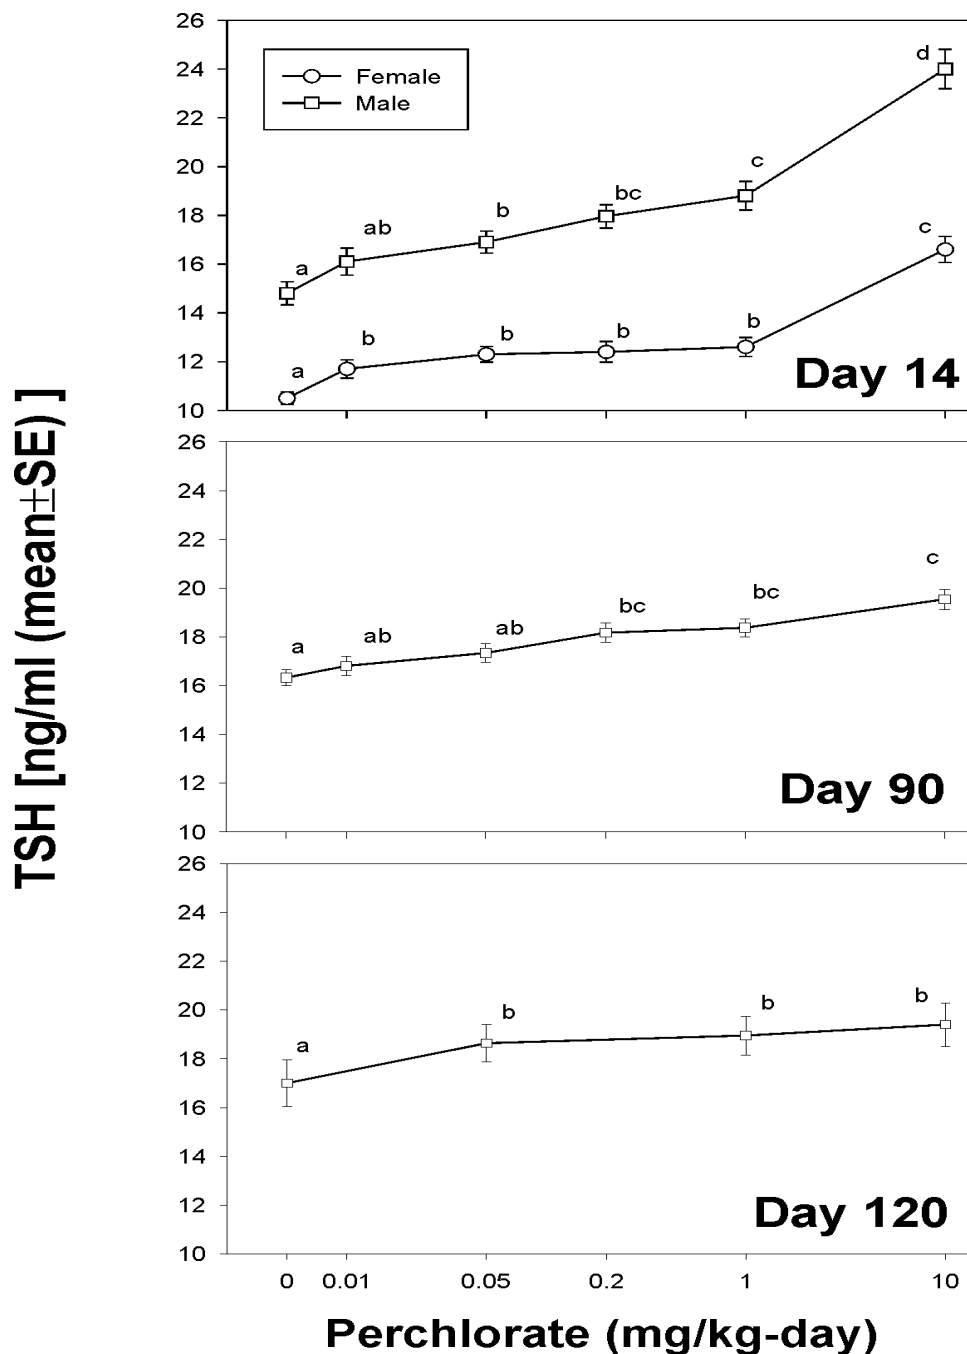 TSH [ng/ml (mean±SE) ]
26
24
22
20
18
16
14
12
10
Female
Male
a
ab
b
bc
c
d
a
b
b
b
b
c
Day 14
26
24
22
20
18
16
14
12
10
a
ab
ab
bc
bc
c
Day 90
26
24
22
20
18
16
14
12
10
a
b
b
b
Day 120
0 0.01 0.05 0.2 1 10
Perchlorate (mg/kg-day)